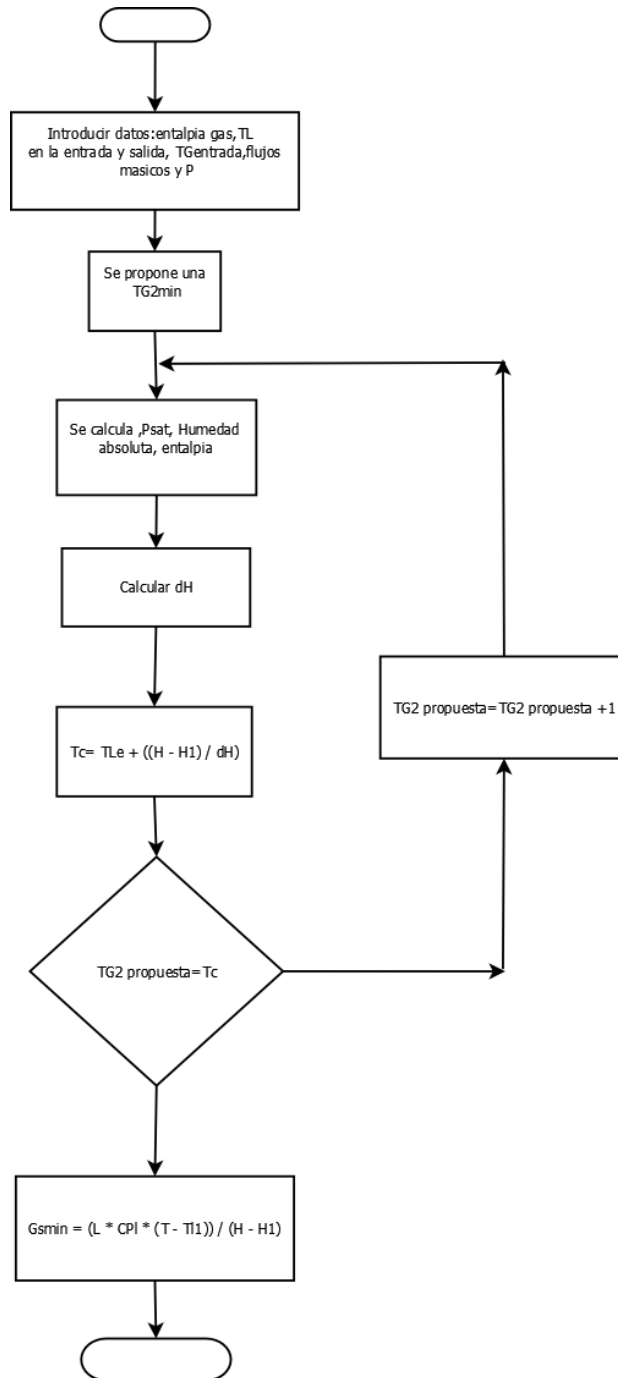 Introducir datos:entalpia gas,TL
en la entrada y salida, TGentrada,flujos
masicos y P
Se propone una
TG2min
Se calcula ,Psat, Humedad
absoluta, entalpia
Calcular dH
TG2 propuesta=TG2 propuesta +1
Tc= TLe + ((H - H1) / dH)
TG2 propuesta=Tc
Gsmin = (L * CPl * (T - Tl1)) / (H - H1)